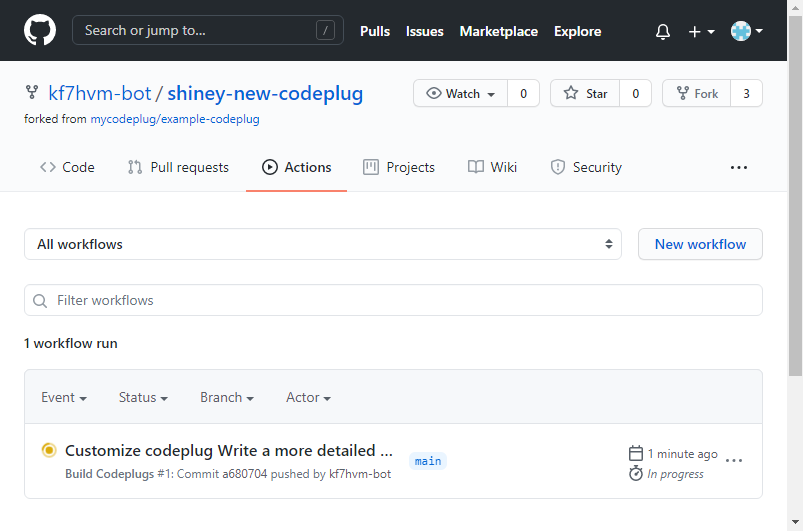 Search or jump to... / Pulls Issues Marketplace Explore
kf7hvm-bot / shiney-new-codeplug Watch 0 Star 0 Fork 3
forked from mycodeplug/example-codeplug
Code Pull requests Actions Projects Wiki Security ...
All workflows New workflow
Filter workflows
1 workflow run
Event Status Branch Actor
Customize codeplug Write a more detailed ... main 1 minute ago ...
Build Codeplugs #1: Commit a680704 pushed by kf7hvm-bot In progress